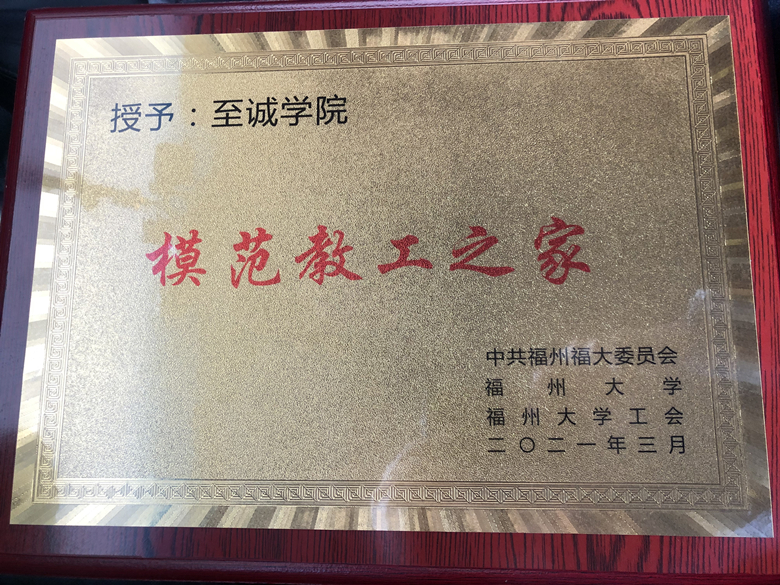 授予：至诚学院
模范教工之家
中共福州福大委员会
福州大学
福州大学工会
二〇二一年三月